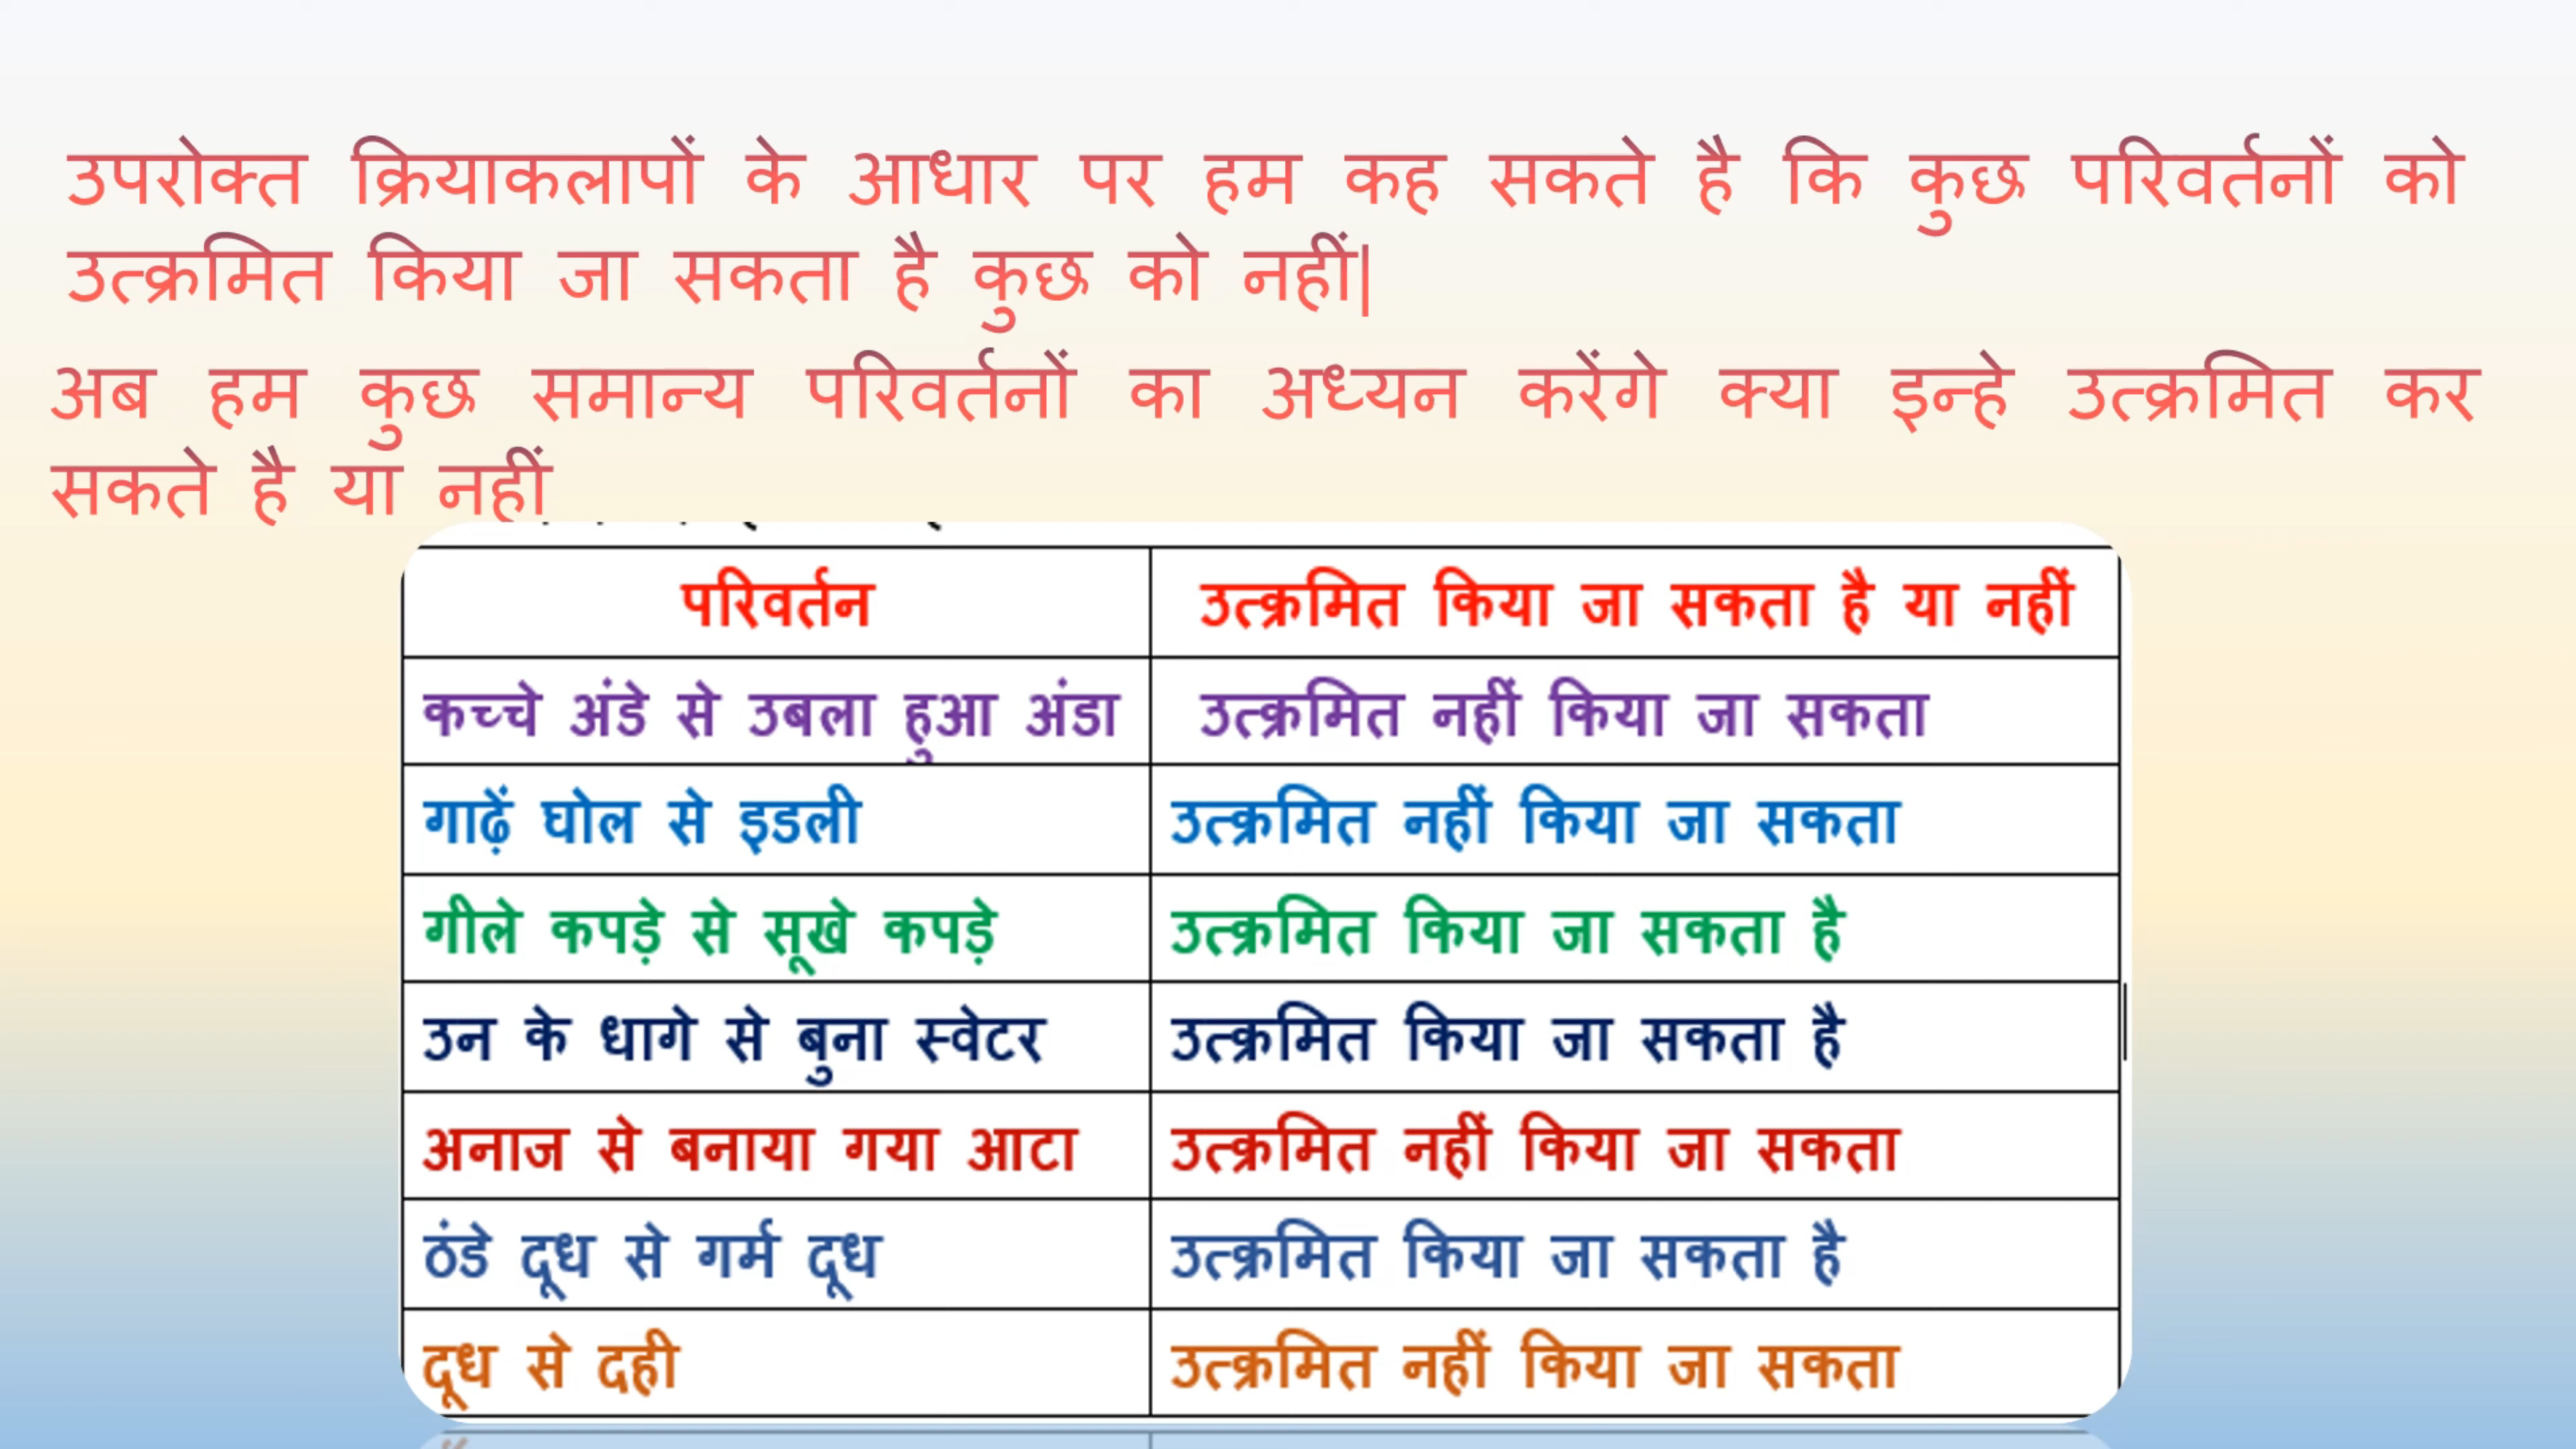 उपरोक्त क्रियाकलापों के आधार पर हम कह सकते है कि कुछ परिवर्तनों को
उत्क्रमित किया जा सकता है कुछ को नहीं|
अब हम कुछ समान्य परिवर्तनों का अध्यन करेंगे क्या इन्हे उत्क्रमित कर
सकते है या नहीं
परिवर्तन उत्क्रमित किया जा सकता है या नहीं
कच्चे अंडे से उबला हुआ अंडा उत्क्रमित नहीं किया जा सकता
गाढ़ें घोल से इडली उत्क्रमित नहीं किया जा सकता
गीले कपड़े से सूखे कपड़े उत्क्रमित किया जा सकता है
उन के धागे से बुना स्वेटर उत्क्रमित किया जा सकता है
अनाज से बनाया गया आटा उत्क्रमित नहीं किया जा सकता
ठंडे दूध से गर्म दूध उत्क्रमित किया जा सकता है
दूध से दही उत्क्रमित नहीं किया जा सकता